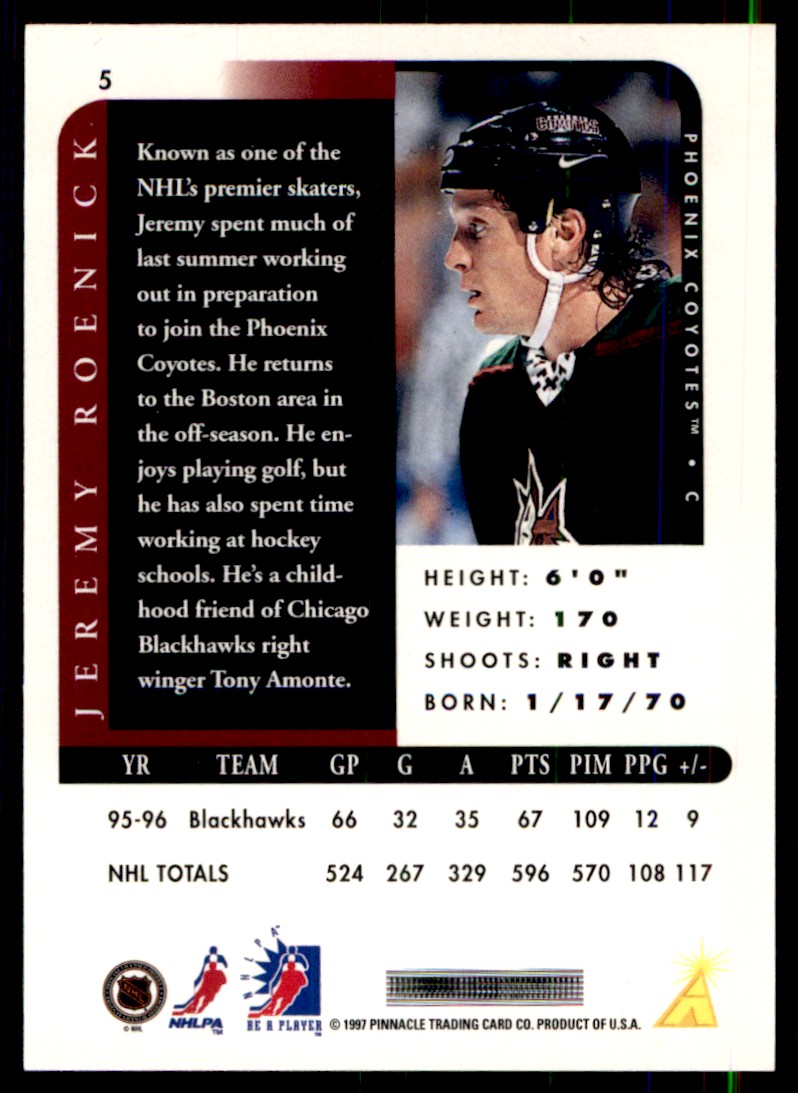 5
JEREMY ROENICK
Known as one of the
NHL's premier skaters,
Jeremy spent much of
last summer working
out in preparation
to join the Phoenix
Coyotes. He returns
to the Boston area in
the off-season. He en-
joys playing golf, but
he has also spent time
working at hockey
schools. He's a child-
hood friend of Chicago
Blackhawks right
winger Tony Amonte.
COYOTES
PHOENIX COYOTES™ • C
HEIGHT: 6'0"
WEIGHT: 170
SHOOTS: RIGHT
BORN: 1/17/70
YR TEAM GP G A PTS PIM PPG +/-
95-96 Blackhawks 66 32 35 67 109 12 9
NHL TOTALS 524 267 329 596 570 108 117
NHL
© NHL
NHLPA™
NHLPA
BE A PLAYER™
© 1997 PINNACLE TRADING CARD CO. PRODUCT OF U.S.A.